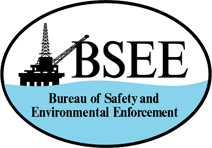 BSEE
Bureau of Safety and
Environmental Enforcement